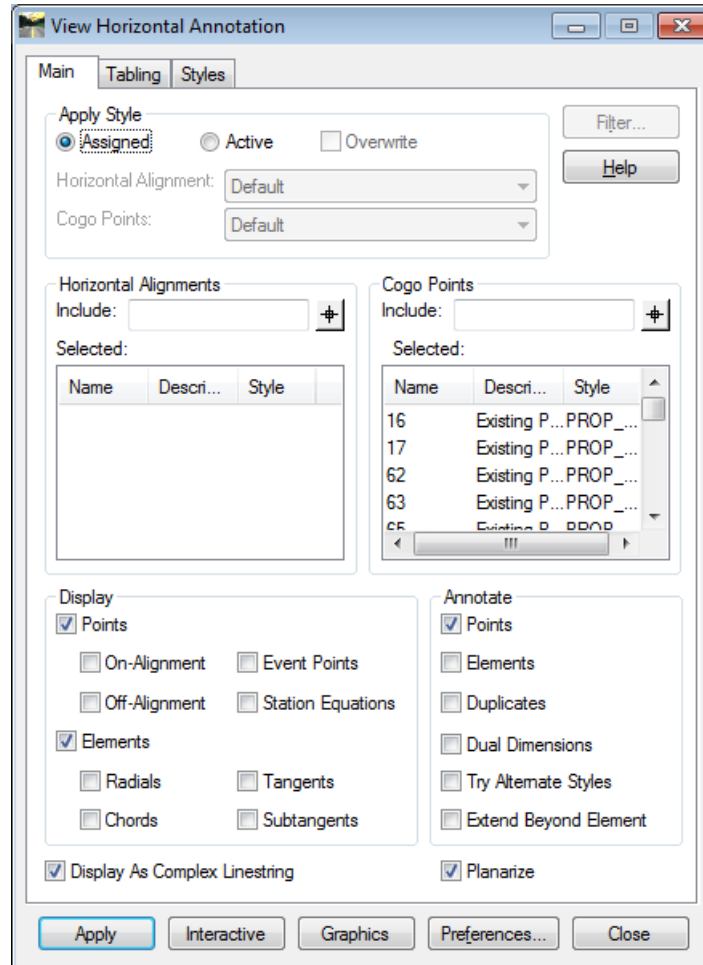 View Horizontal Annotation
Main Tabling Styles
Apply Style
Assigned Active Overwrite
Filter...
Help
Horizontal Alignment: Default
Cogo Points: Default
Horizontal Alignments
Include:
Selected:
Name Descri... Style
Cogo Points
Include:
Selected:
Name Descri... Style
16 Existing P... PROP_...
17 Existing P... PROP_...
62 Existing P... PROP_...
63 Existing P... PROP_...
65 Existing P... PROP_...
Display
Points
On-Alignment Event Points
Off-Alignment Station Equations
Elements
Radials Tangents
Chords Subtangents
Annotate
Points
Elements
Duplicates
Dual Dimensions
Try Alternate Styles
Extend Beyond Element
Display As Complex Linestring Planarize
Apply Interactive Graphics Preferences... Close